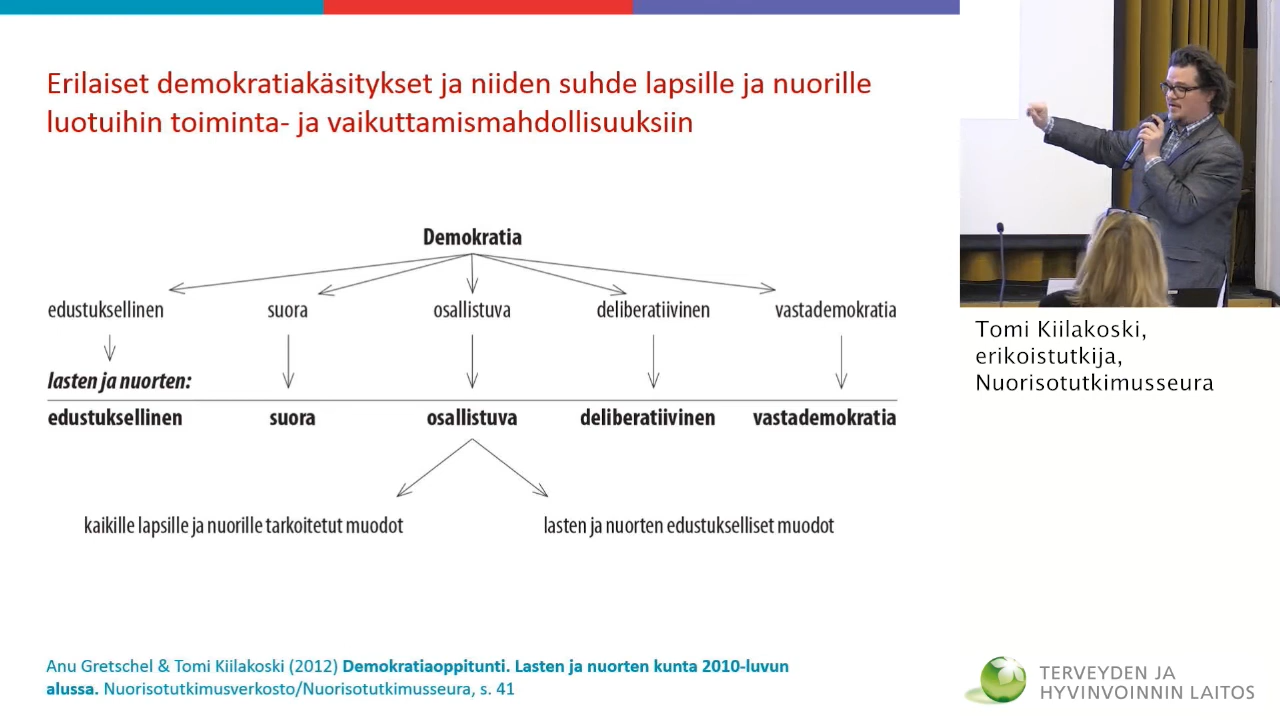 Erilaiset demokratiakäsitykset ja niiden suhde lapsille ja nuorille
luotuihin toiminta- ja vaikuttamismahdollisuuksiin
Demokratia
edustuksellinen
suora
osallistuva
deliberatiivinen
vastademokratia
lasten ja nuorten:
edustuksellinen
suora
osallistuva
deliberatiivinen
vastademokratia
kaikille lapsille ja nuorille tarkoitetut muodot
lasten ja nuorten edustukselliset muodot
Anu Gretschel & Tomi Kiilakoski (2012) Demokratiaoppitunti. Lasten ja nuorten kunta 2010-luvun
alussa. Nuorisotutkimusverkosto/Nuorisotutkimusseura, s. 41
Tomi Kiilakoski,
erikoistutkija,
Nuorisotutkimusseura
TERVEYDEN JA
HYVINVOINNIN LAITOS